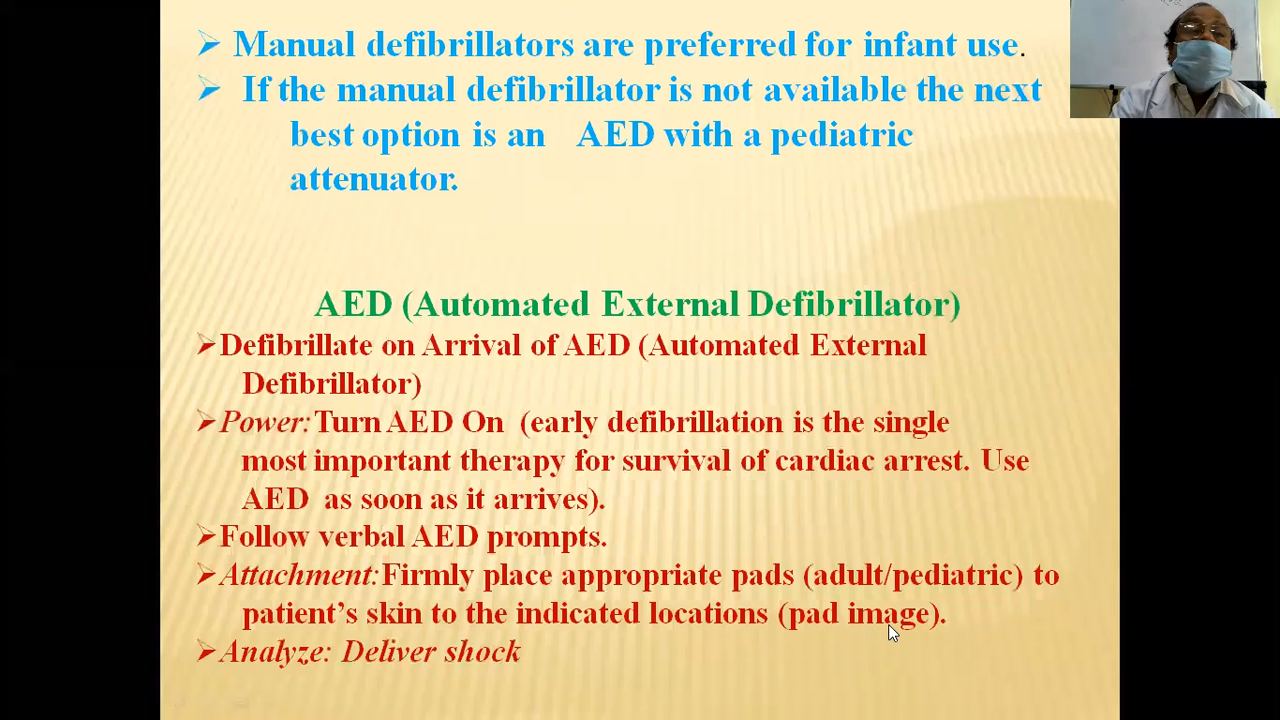 ➢ Manual defibrillators are preferred for infant use.
➢ If the manual defibrillator is not available the next
best option is an AED with a pediatric
attenuator.
AED (Automated External Defibrillator)
➢Defibrillate on Arrival of AED (Automated External
Defibrillator)
➢Power:Turn AED On (early defibrillation is the single
most important therapy for survival of cardiac arrest. Use
AED as soon as it arrives).
➢Follow verbal AED prompts.
➢Attachment:Firmly place appropriate pads (adult/pediatric) to
patient’s skin to the indicated locations (pad image).
➢Analyze: Deliver shock